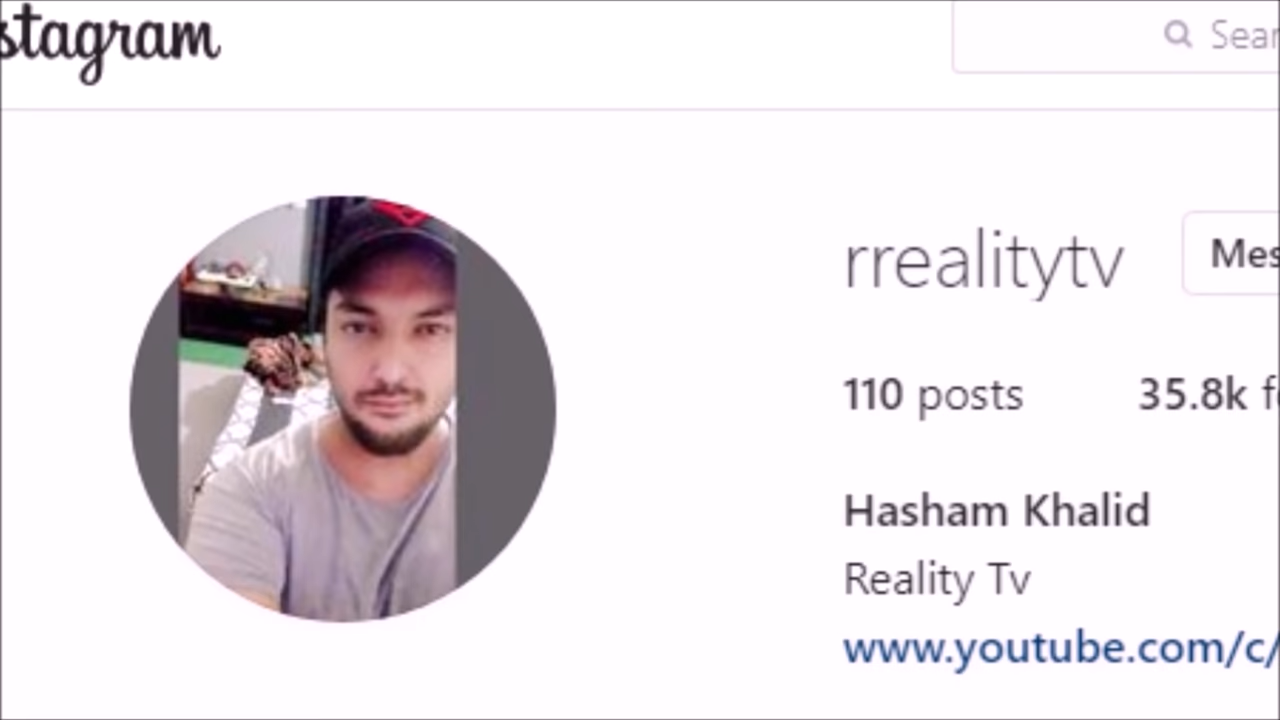 stagram
Sear
rrealitytv
Mes
110 posts 35.8k f
Hasham Khalid
Reality Tv
www.youtube.com/c/